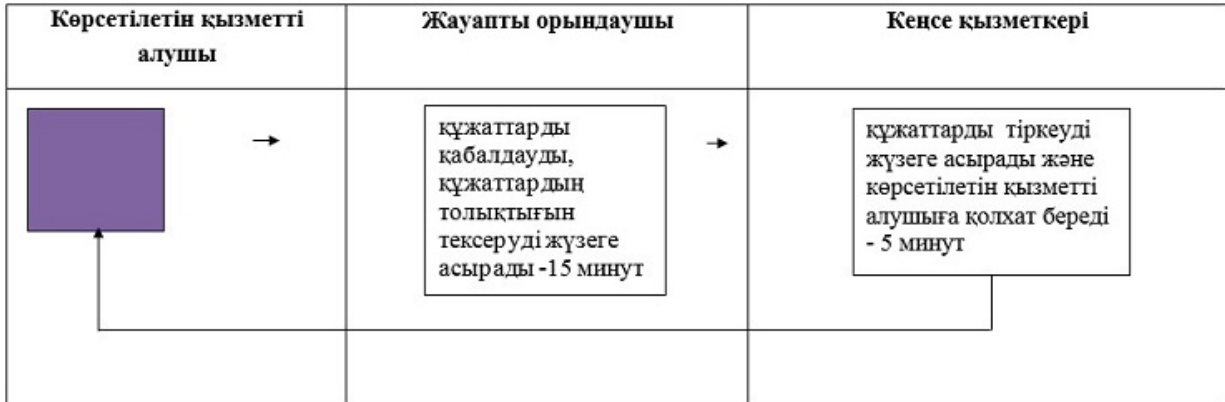 Көрсетілетін қызметті
алушы
Жауапты орындаушы
Кеңсе қызметкері
құжаттарды
қабалдауды,
құжаттардың
толықтығын
тексеруді жүзеге
асырады -15 минут
құжаттарды тіркеуді
жүзеге асырады және
көрсетілетін қызметті
алушыға қолхат береді
- 5 минут